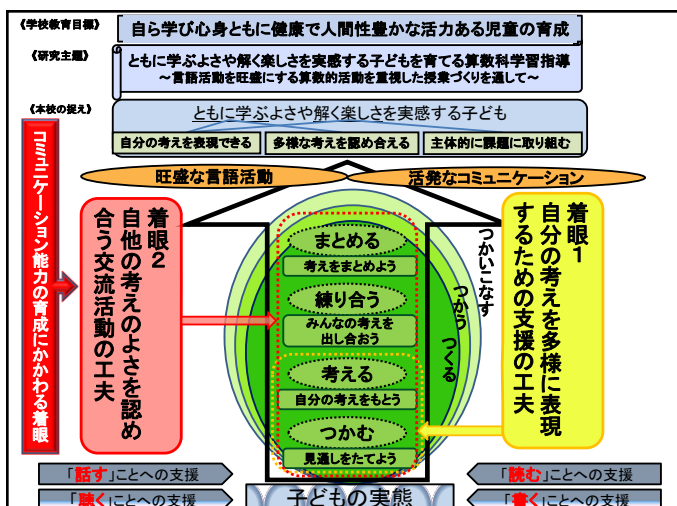 《学校教育目標》
自ら学び心身ともに健康で人間性豊かな活力ある児童の育成
《研究主題》
ともに学ぶよさや解く楽しさを実感する子どもを育てる算数科学習指導
～言語活動を旺盛にする算数的活動を重視した授業づくりを通して～
《本校の捉え》
ともに学ぶよさや解く楽しさを実感する子ども
自分の考えを表現できる
多様な考えを認め合える
主体的に課題に取り組む
旺盛な言語活動
活発なコミュニケーション
コミュニケーション能力の育成にかかわる着眼
着眼１
自分の考えを多様に表現
するための支援の工夫
着眼２
自他の考えのよさを認め
合う交流活動の工夫
つかいこなす
つかう
つくる
まとめる
考えをまとめよう
練り合う
みんなの考えを
出し合おう
考える
自分の考えをもとう
つかむ
見通しをたてよう
「話す」ことへの支援
「聴く」ことへの支援
子どもの実態
「読む」ことへの支援
「書く」ことへの支援